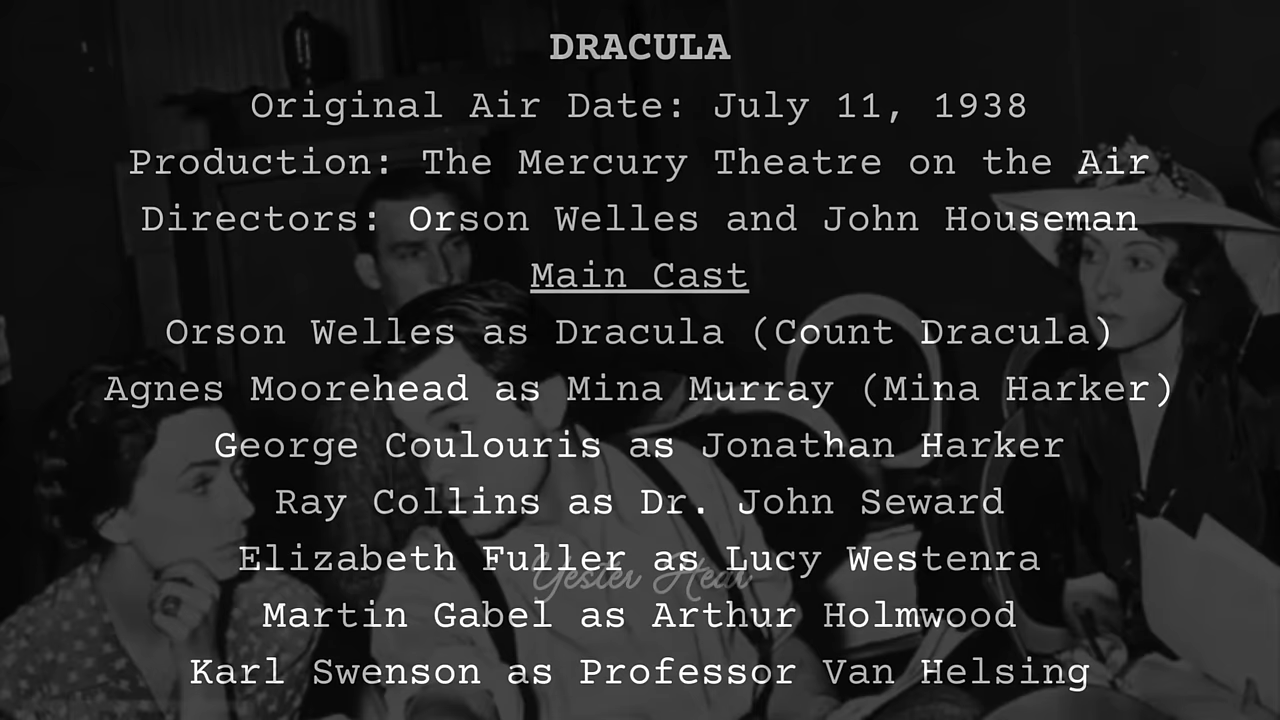 DRACULA
Original Air Date: July 11, 1938
Production: The Mercury Theatre on the Air
Directors: Orson Welles and John Houseman
Main Cast
Orson Welles as Dracula (Count Dracula)
Agnes Moorehead as Mina Murray (Mina Harker)
George Coulouris as Jonathan Harker
Ray Collins as Dr. John Seward
Elizabeth Fuller as Lucy Westenra
Yester Hear
Martin Gabel as Arthur Holmwood
Karl Swenson as Professor Van Helsing